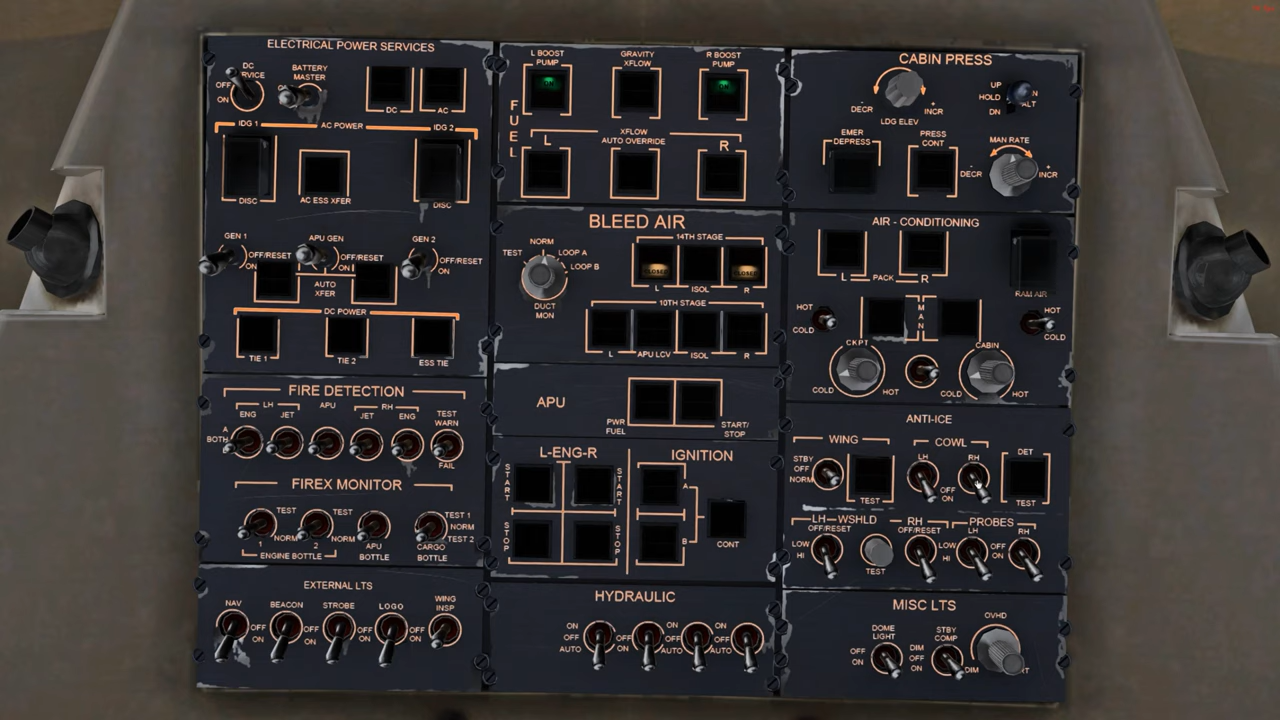 ELECTRICAL POWER SERVICES
DC
BATTERY
MASTER
OFF
ON
DC
AC
IDG 1
AC POWER
IDG 2
DISC
AC ESS XFER
DISC
GEN 1
APU GEN
GEN 2
OFF/RESET
ON
OFF/RESET
ON
OFF/RESET
ON
AUTO
XFER
DC POWER
TIE 1
TIE 2
ESS TIE
FIRE DETECTION
LH
APU
RH
ENG
JET
JET
ENG
TEST
WARN
A
BOTH
FAIL
FIREX MONITOR
TEST
NORM
1
TEST
NORM
2
ENGINE BOTTLE
APU
BOTTLE
TEST 1
NORM
TEST 2
CARGO
BOTTLE
EXTERNAL LTS
NAV
BEACON
STROBE
LOGO
WING
INSP
OFF
ON
OFF
ON
OFF
ON
OFF
ON
FUEL
L BOOST
PUMP
GRAVITY
XFLOW
R BOOST
PUMP
ON
ON
L
XFLOW
AUTO OVERRIDE
R
BLEED AIR
NORM
TEST
LOOP A
LOOP B
DUCT
MON
14TH STAGE
CLOSED
CLOSED
L
ISOL
R
10TH STAGE
L
APU LCV
ISOL
R
APU
PWR
FUEL
START/
STOP
L-ENG-R
IGNITION
START
START
STOP
STOP
A
B
CONT
HYDRAULIC
ON
OFF
AUTO
ON
OFF
AUTO
ON
OFF
AUTO
ON
OFF
AUTO
CABIN PRESS
DECR
-
+
INCR
LDG ELEV
UP
HOLD
DN
EMER
DEPRESS
PRESS
CONT
MAN RATE
-
DECR
+
INCR
AIR - CONDITIONING
L
PACK
R
RAM AIR
HOT
COLD
MAN
HOT
COLD
CKPT
COLD
HOT
CABIN
COLD
HOT
ANTI-ICE
WING
COWL
STBY
OFF
NORM
TEST
LH
RH
OFF
ON
DET
TEST
LH
WSHLD
RH
PROBES
OFF/RESET
LOW
HI
TEST
OFF/RESET
LOW
HI
LH
RH
OFF
ON
MISC LTS
DOME
LIGHT
OFF
ON
STBY
COMP
DIM
OFF
ON
OVHD
DIM